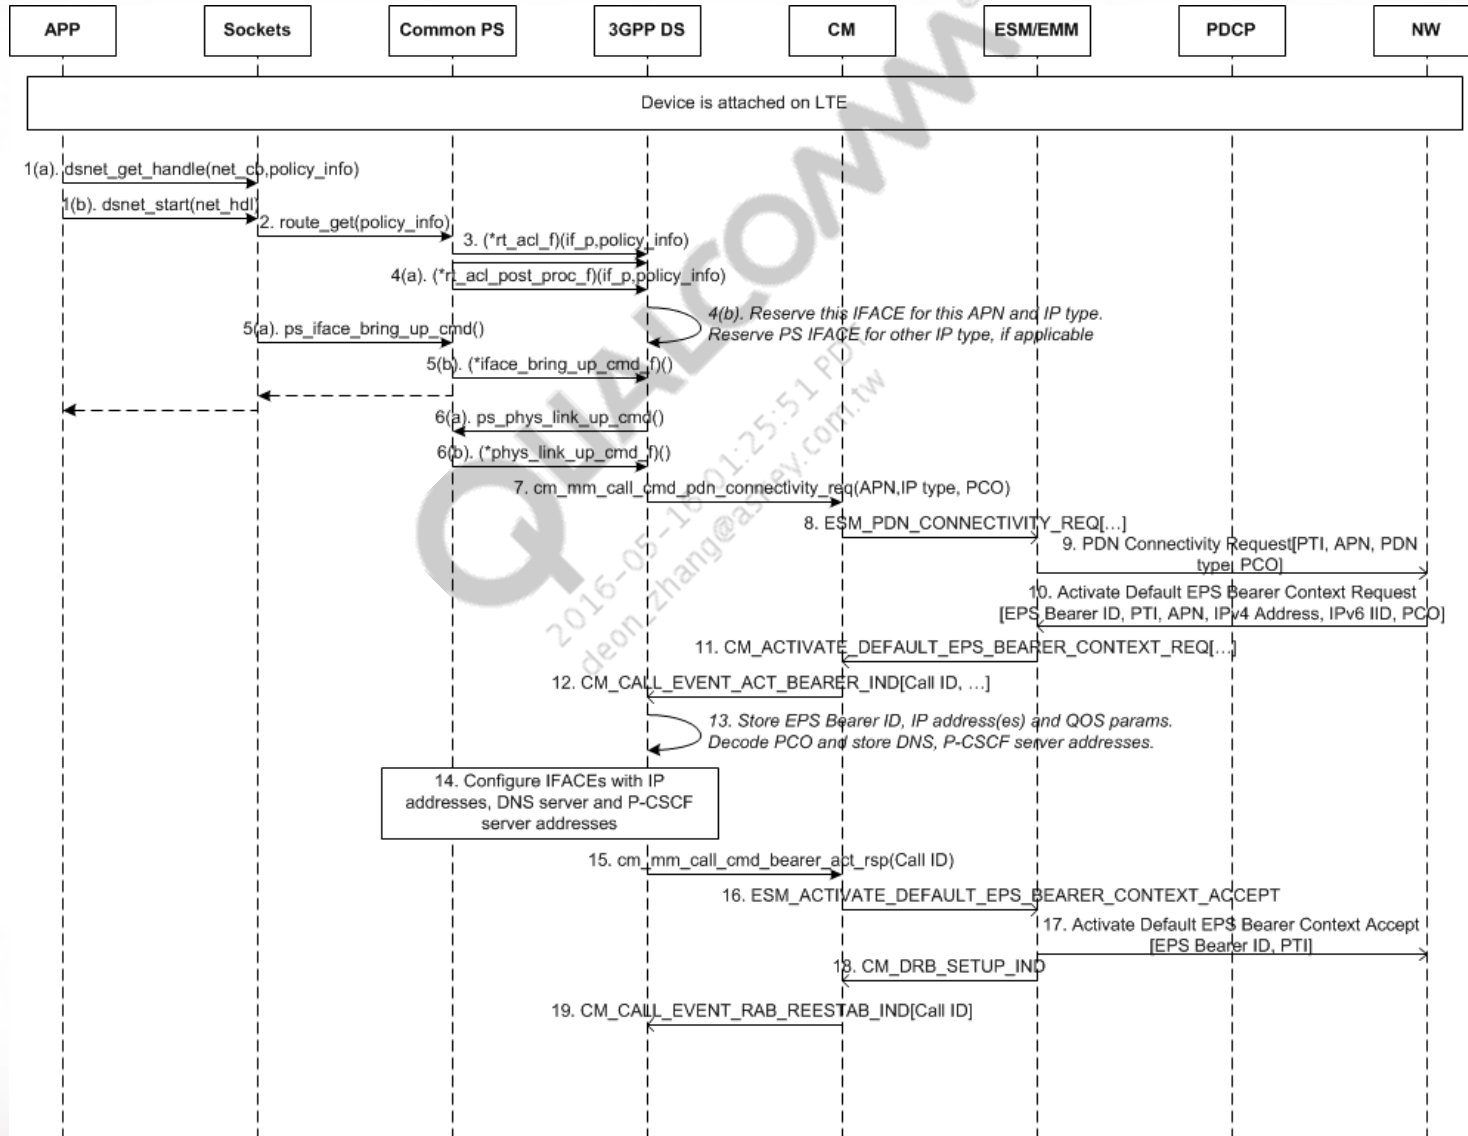 APP
Sockets
Common PS
3GPP DS
CM
ESM/EMM
PDCP
NW
Device is attached on LTE
1(a). dsnet_get_handle(net_cb,policy_info)
1(b). dsnet_start(net_hdl)
2. route_get(policy_info)
3. (*rt_acl_f)(if_p,policy_info)
4(a). (*rt_acl_post_proc_f)(if_p,policy_info)
4(b). Reserve this IFACE for this APN and IP type.
Reserve PS IFACE for other IP type, if applicable
5(a). ps_iface_bring_up_cmd()
5(b). (*iface_bring_up_cmd_f)()
6(a). ps_phys_link_up_cmd()
6(b). (*phys_link_up_cmd_f)()
7. cm_mm_call_cmd_pdn_connectivity_req(APN,IP type, PCO)
8. ESM_PDN_CONNECTIVITY_REQ[...]
9. PDN Connectivity Request[PTI, APN, PDN
type, PCO]
10. Activate Default EPS Bearer Context Request
[EPS Bearer ID, PTI, APN, IPv4 Address, IPv6 IID, PCO]
11. CM_ACTIVATE_DEFAULT_EPS_BEARER_CONTEXT_REQ[...]
12. CM_CALL_EVENT_ACT_BEARER_IND[Call ID, ...]
13. Store EPS Bearer ID, IP address(es) and QOS params.
Decode PCO and store DNS, P-CSCF server addresses.
14. Configure IFACEs with IP
addresses, DNS server and P-CSCF
server addresses
15. cm_mm_call_cmd_bearer_act_rsp(Call ID)
16. ESM_ACTIVATE_DEFAULT_EPS_BEARER_CONTEXT_ACCEPT
17. Activate Default EPS Bearer Context Accept
[EPS Bearer ID, PTI]
18. CM_DRB_SETUP_IND
19. CM_CALL_EVENT_RAB_REESTAB_IND[Call ID]
QUALCOMM
2016-05-16 01:25:51 PDT